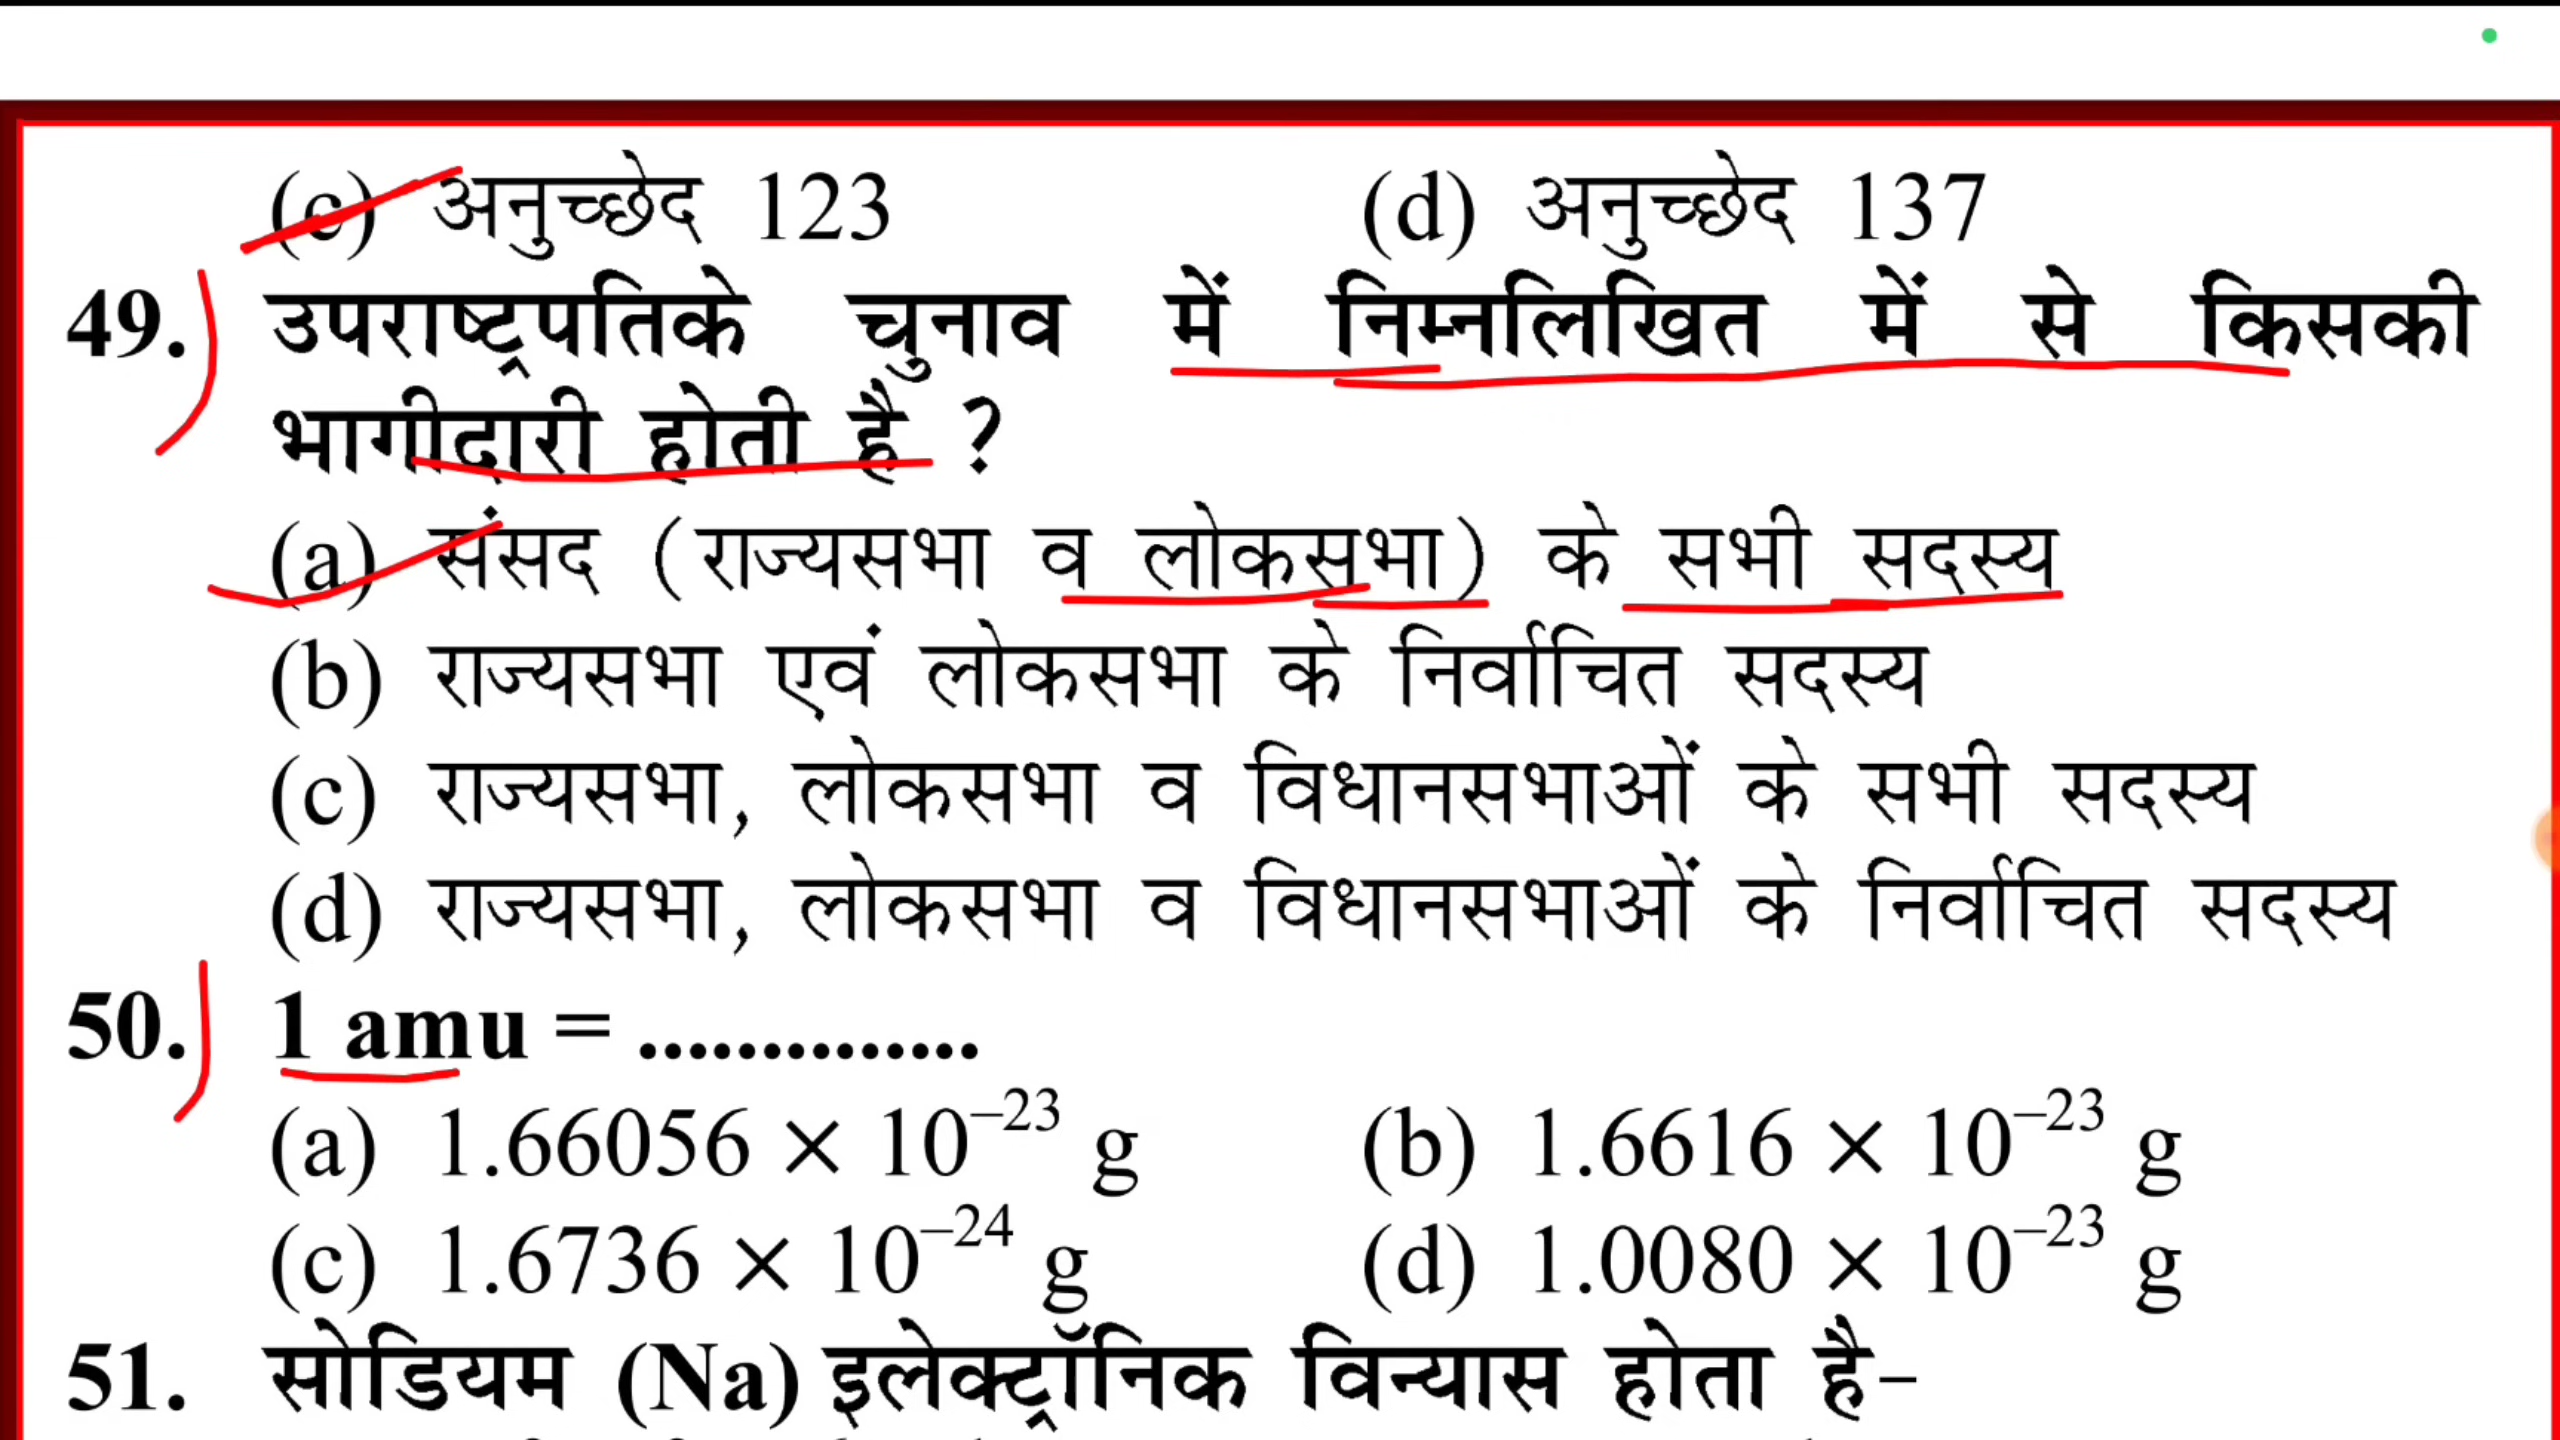 (c) अनुच्छेद 123 (d) अनुच्छेद 137
49. उपराष्ट्रपतिके चुनाव में निम्नलिखित में से किसकी
भागीदारी होती है ?
(a) संसद (राज्यसभा व लोकसभा) के सभी सदस्य
(b) राज्यसभा एवं लोकसभा के निर्वाचित सदस्य
(c) राज्यसभा, लोकसभा व विधानसभाओं के सभी सदस्य
(d) राज्यसभा, लोकसभा व विधानसभाओं के निर्वाचित सदस्य
50. 1 amu = ..............
(a) 1.66056 × 10⁻²³ g (b) 1.6616 × 10⁻²³ g
(c) 1.6736 × 10⁻²⁴ g (d) 1.0080 × 10⁻²³ g
51. सोडियम (Na) इलेक्ट्रॉनिक विन्यास होता है–